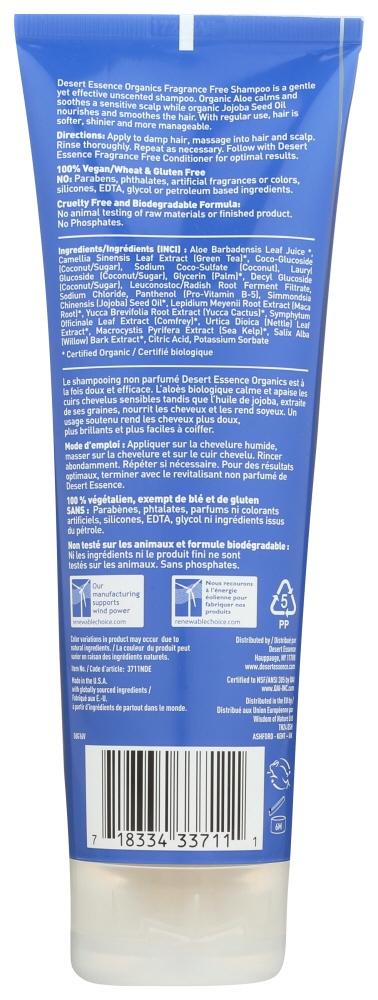 Desert Essence Organics Fragrance Free Shampoo is a gentle
yet effective unscented shampoo. Organic Aloe calms and
soothes a sensitive scalp while organic Jojoba Seed Oil
nourishes and smoothes the hair. With regular use, hair is
softer, shinier and more manageable.
Directions: Apply to damp hair, massage into hair and scalp.
Rinse thoroughly. Repeat as necessary. Follow with Desert
Essence Fragrance Free Conditioner for optimal results.
100% Vegan/Wheat & Gluten Free
NO: Parabens, phthalates, artificial fragrances or colors,
silicones, EDTA, glycol or petroleum based ingredients.
Cruelty Free and Biodegradable Formula:
No animal testing of raw materials or finished product.
No Phosphates.
Ingredients/Ingrédients (INCI) : Aloe Barbadensis Leaf Juice *,
Camellia Sinensis Leaf Extract (Green Tea)*, Coco-Glucoside
(Coconut/Sugar), Sodium Coco-Sulfate (Coconut), Lauryl
Glucoside (Coconut/Sugar), Glycerin (Palm)*, Decyl Glucoside
(Coconut/Sugar), Leuconostoc/Radish Root Ferment Filtrate,
Sodium Chloride, Panthenol (Pro-Vitamin B-5), Simmondsia
Chinensis (Jojoba) Seed Oil*, Lepidium Meyenii Root Extract (Maca
Root)*, Yucca Brevifolia Root Extract (Yucca Cactus)*, Symphytum
Officinale Leaf Extract (Comfrey)*, Urtica Dioica (Nettle) Leaf
Extract*, Macrocystis Pyrifera Extract (Sea Kelp)*, Salix Alba
(Willow) Bark Extract*, Citric Acid, Potassium Sorbate
* Certified Organic / Certifié biologique
Le shampooing non parfumé Desert Essence Organics est à
la fois doux et efficace. L'aloès biologique calme et apaise les
cuirs chevelus sensibles tandis que l'huile de jojoba, extraite
de ses graines, nourrit les cheveux et les rend soyeux. Un
usage soutenu rend les cheveux plus doux,
plus brillants et plus faciles à coiffer.
Mode d'emploi : Appliquer sur la chevelure humide,
masser sur la chevelure et sur le cuir chevelu. Rincer
abondamment. Répéter si nécessaire. Pour des résultats
optimaux, terminer avec le revitalisant non parfumé de
Desert Essence.
100 % végétalien, exempt de blé et de gluten
SANS : Parabènes, phtalates, parfums ni colorants
artificiels, silicones, EDTA, glycol ni ingrédients issus
du pétrole.
Non testé sur les animaux et formule biodégradable :
Ni les ingrédients ni le produit fini ne sont
testés sur les animaux. Sans phosphates.
Our
manufacturing
supports
wind power
renewablechoice.com
Nous recourons
à l'énergie
éolienne pour
fabriquer nos
produits
renewablechoice.com
5
PP
Color variations in product may occur due to
natural ingredients. / La couleur du produit peut
varier en raison des ingrédients naturels.
Item No. / Code d'article: 3711NDE
Made in the U.S.A.
with globally sourced ingredients /
Fabriqué aux É.-U.
à partir d'ingrédients de partout dans le monde.
Distributed by / Distribué par
Desert Essence
Hauppauge, NY 11788
www.desertessence.com
Certified to NSF/ANSI 305 by QAI
www.QAI-INC.com
Distributed in the EU by/
Distribué aux Union Européenne par
Wisdom of Nature Ltd
ASHFORD - KENT - UK
6M
7 18334 33711 1